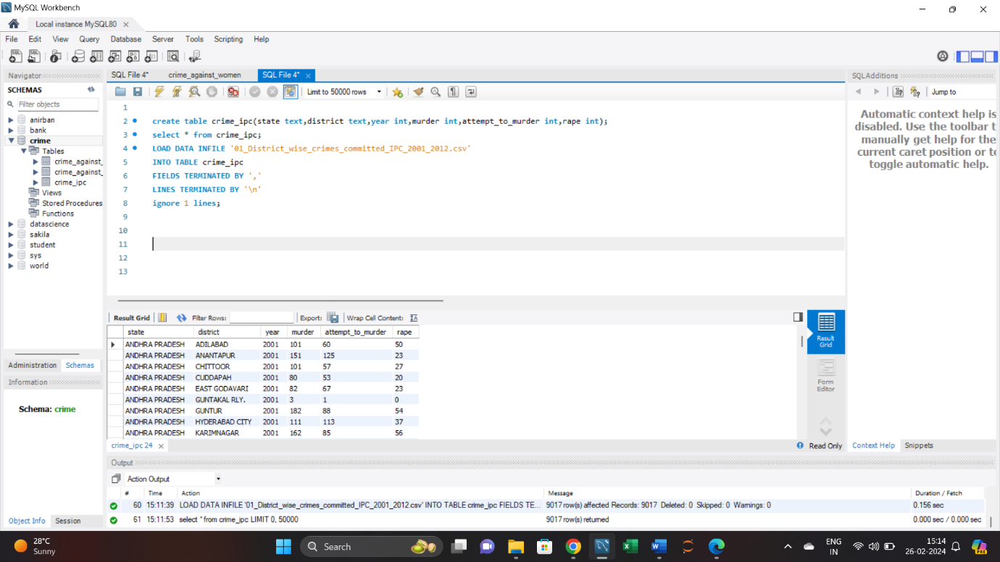 MySQL Workbench
Local instance MySQL80
File Edit View Query Database Server Tools Scripting Help
Navigator
SCHEMAS
Filter objects
anirban
bank
crime
Tables
crime_against_
crime_against_
crime_ipc
Views
Stored Procedures
Functions
datascience
sakila
student
sys
world
Administration Schemas
Information
Schema: crime
Object Info Session
SQL File 4* crime_against_women SQL File 4*
Limit to 50000 rows
1
2 create table crime_ipc(state text,district text,year int,murder int,attempt_to_murder int,rape int);
3 select * from crime_ipc;
4 LOAD DATA INFILE '01_District_wise_crimes_committed_IPC_2001_2012.csv'
5 INTO TABLE crime_ipc
6 FIELDS TERMINATED BY ','
7 LINES TERMINATED BY '\n'
8 ignore 1 lines;
9
10
11
12
13
Result Grid Filter Rows: Export: Wrap Cell Content:
state district year murder attempt_to_murder rape
ANDHRA PRADESH ADILABAD 2001 101 60 50
ANDHRA PRADESH ANANTAPUR 2001 151 125 23
ANDHRA PRADESH CHITTOOR 2001 101 57 27
ANDHRA PRADESH CUDDAPAH 2001 80 53 20
ANDHRA PRADESH EAST GODAVARI 2001 82 67 23
ANDHRA PRADESH GUNTAKAL RLY. 2001 3 1 0
ANDHRA PRADESH GUNTUR 2001 182 88 54
ANDHRA PRADESH HYDERABAD CITY 2001 111 113 37
ANDHRA PRADESH KARIMNAGAR 2001 162 85 56
Result
Grid
Form
Editor
crime_ipc 24
Read Only
SQLAdditions
Jump to
Automatic context help is
disabled. Use the toolbar t
manually get help for the
current caret position or to
toggle automatic help.
Context Help Snippets
Output
Action Output
# Time Action Message Duration / Fetch
60 15:11:39 LOAD DATA INFILE '01_District_wise_crimes_committed_IPC_2001_2012.csv' INTO TABLE crime_ipc FIELDS TE... 9017 row(s) affected Records: 9017 Deleted: 0 Skipped: 0 Warnings: 0 0.156 sec
61 15:11:53 select * from crime_ipc LIMIT 0, 50000 9017 row(s) returned 0.000 sec / 0.000 sec
28°C
Sunny
Search
ENG
IN
15:14
26-02-2024
PRE